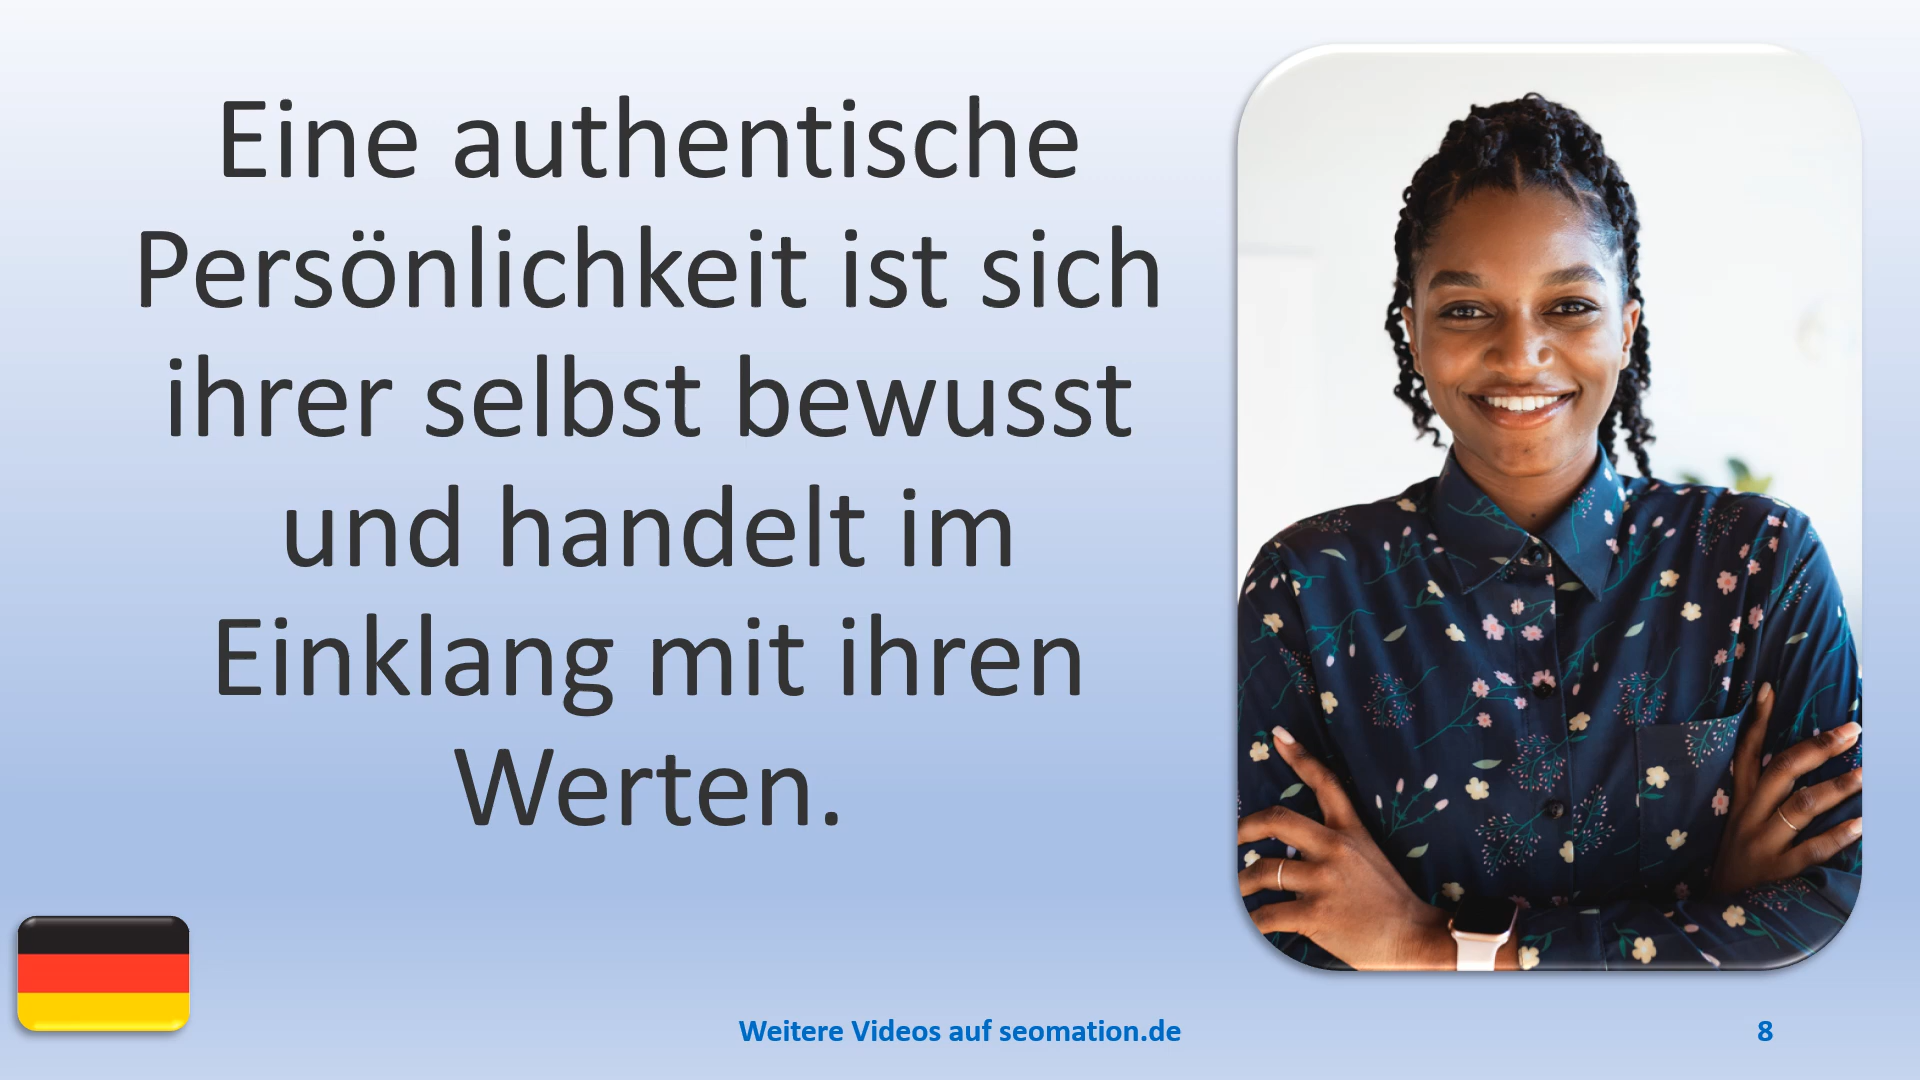 Eine authentische
Persönlichkeit ist sich
ihrer selbst bewusst
und handelt im
Einklang mit ihren
Werten.
Weitere Videos auf seomation.de
8